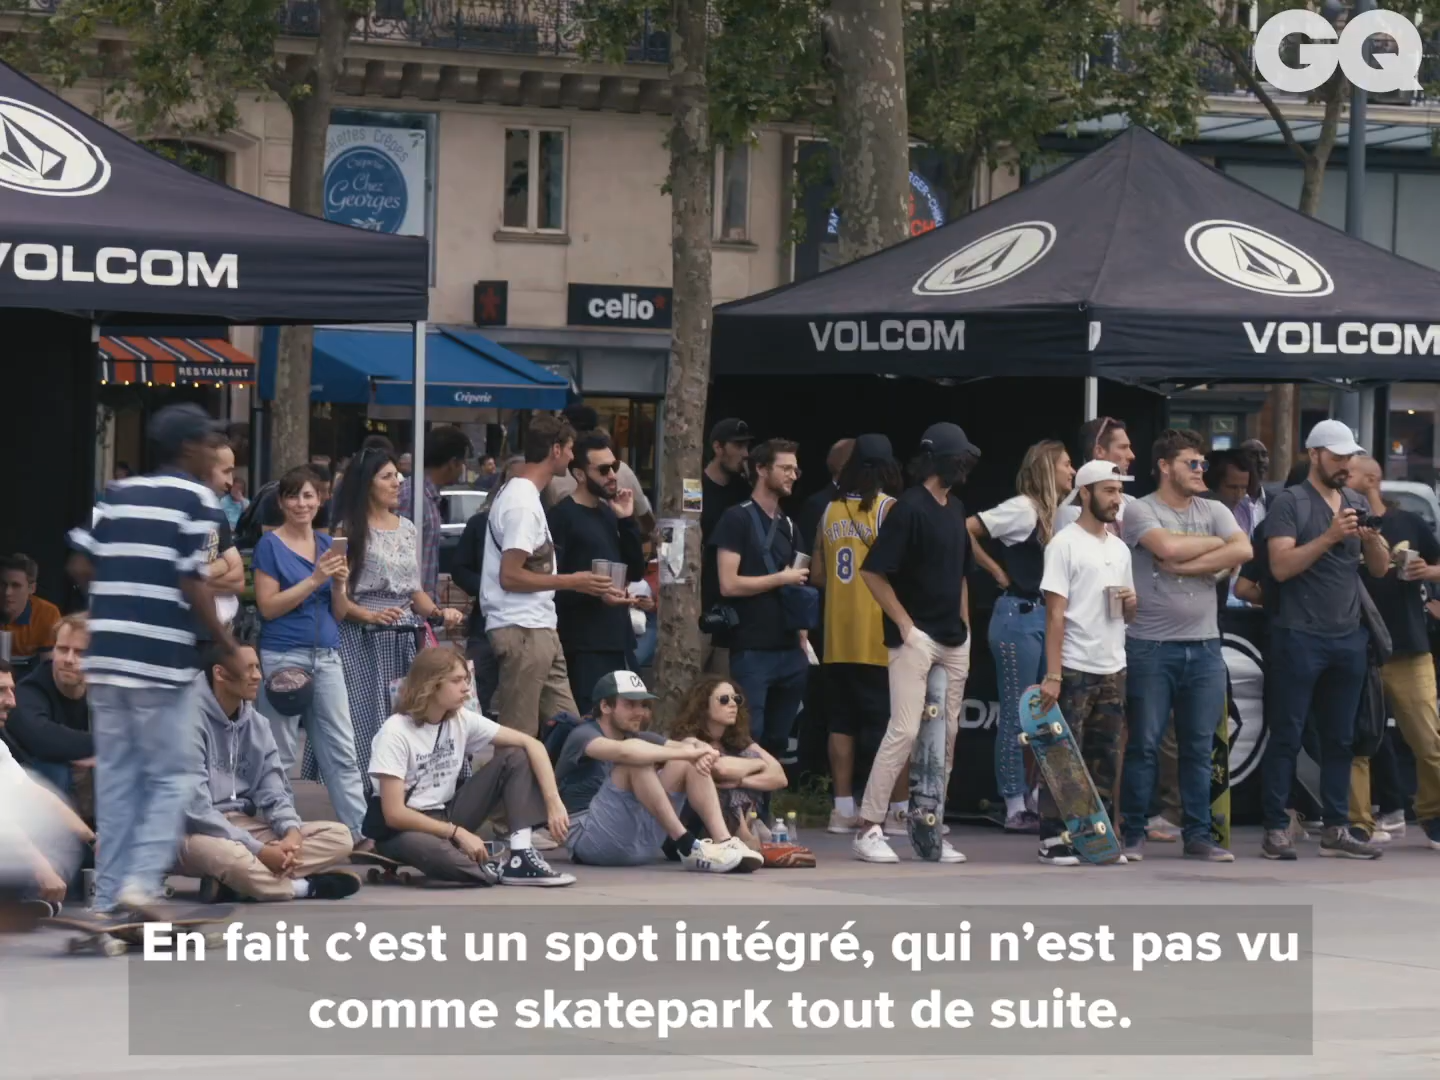 GQ
Galettes Crêpes
Crêperie
Chez
Georges
VOLCOM
celio*
VOLCOM
VOLCOM
RESTAURANT
Crêperie
BRYANT
8
En fait c’est un spot intégré, qui n’est pas vu
comme skatepark tout de suite.